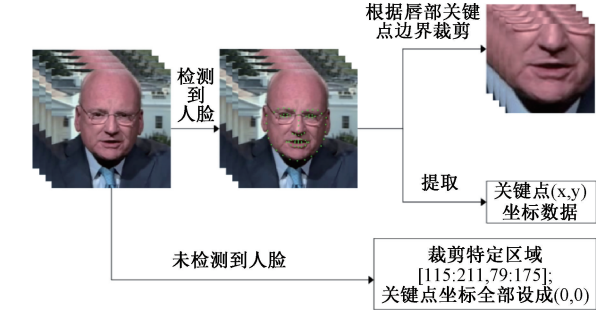 根据唇部关键
点边界裁剪
检测
到
人脸
提取
关键点(x,y)
坐标数据
未检测到人脸
裁剪特定区域
[115:211,79:175];
关键点坐标全部设成(0,0)